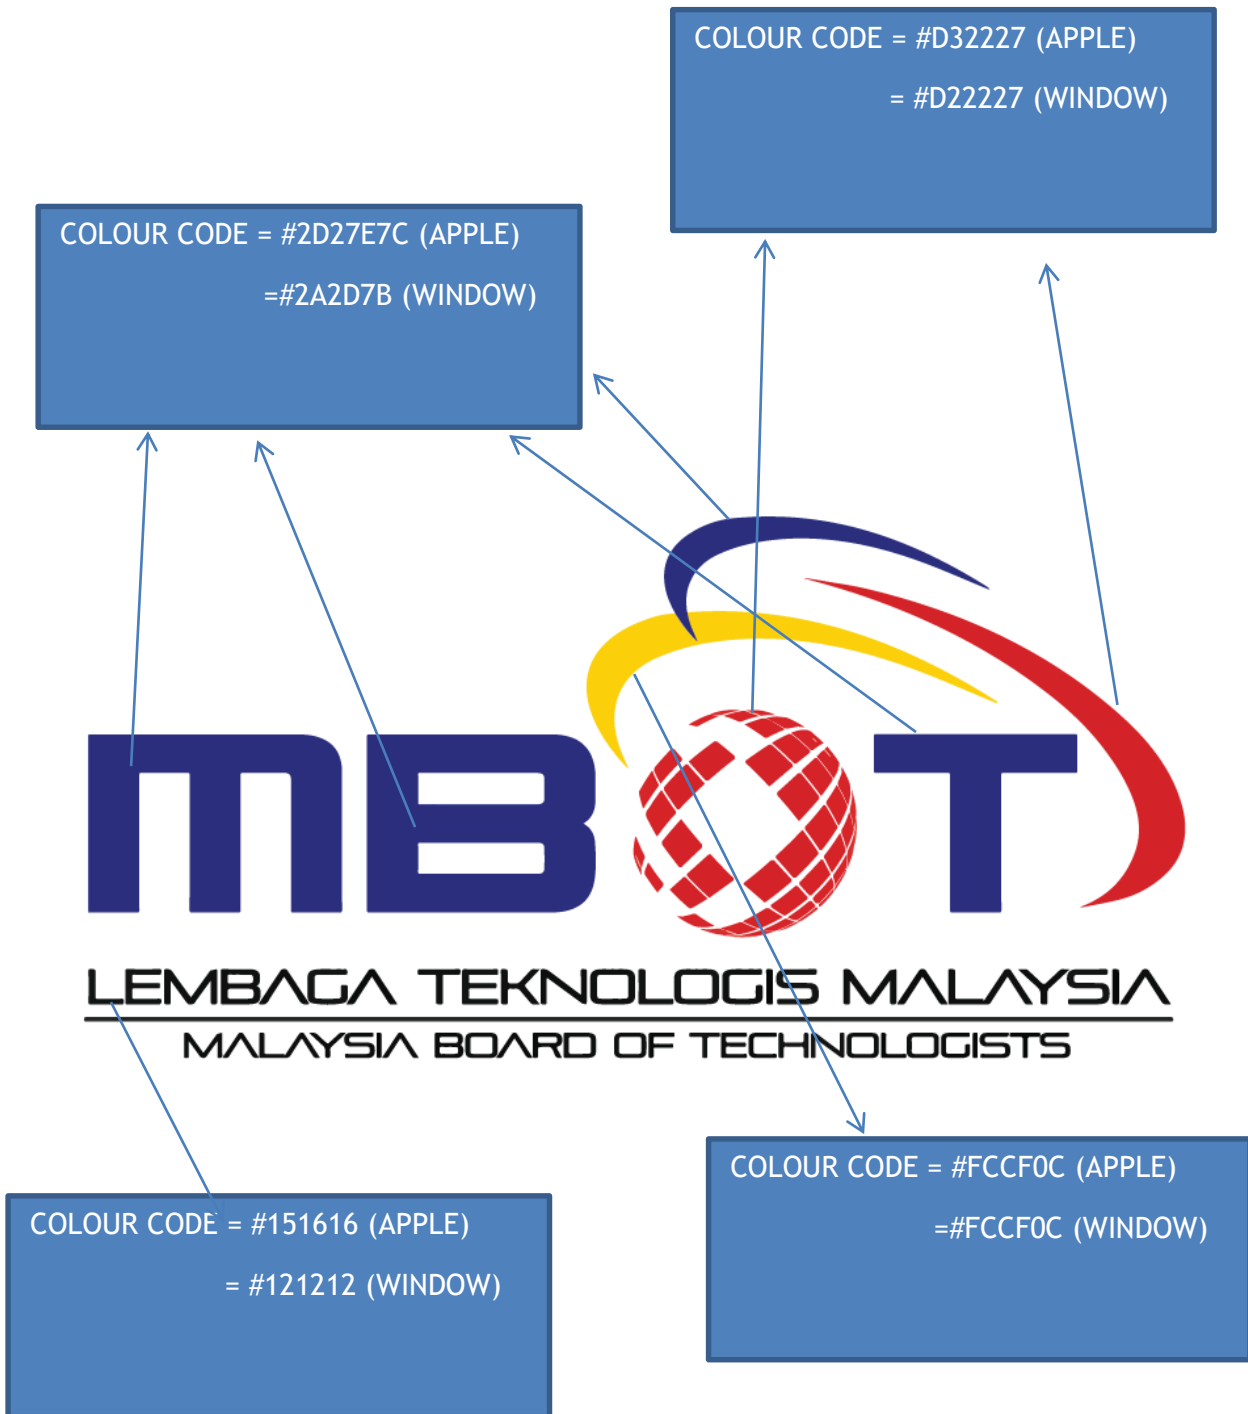 COLOUR CODE = #D32227 (APPLE)
= #D22227 (WINDOW)
COLOUR CODE = #2D27E7C (APPLE)
=#2A2D7B (WINDOW)
MBOT
LEMBAGA TEKNOLOGIS MALAYSIA
MALAYSIA BOARD OF TECHNOLOGISTS
COLOUR CODE = #FCCF0C (APPLE)
=#FCCF0C (WINDOW)
COLOUR CODE = #151616 (APPLE)
= #121212 (WINDOW)